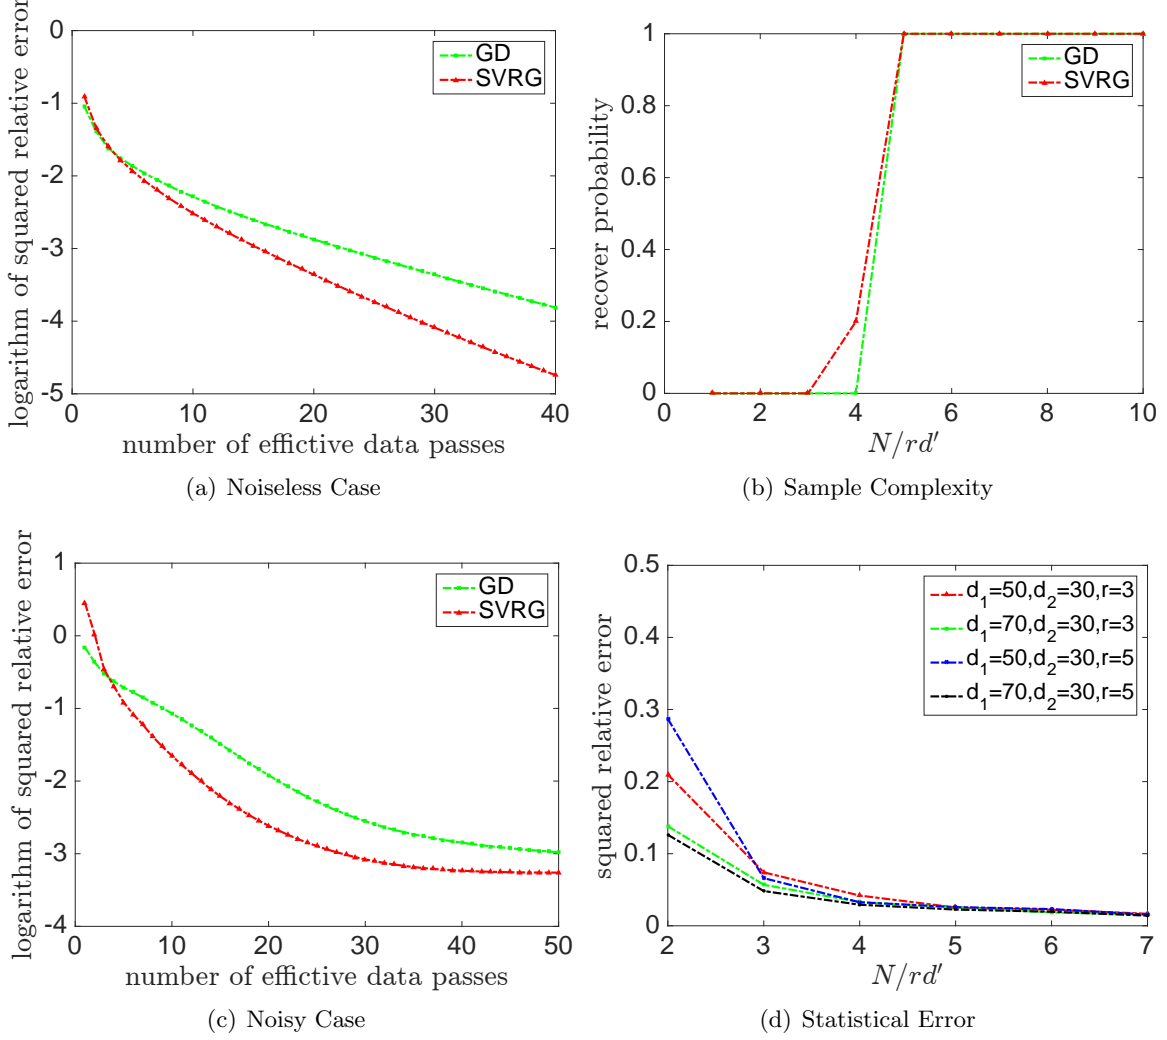 logarithm of squared relative error
0
-1
-2
-3
-4
-5
0
10
20
30
40
GD
SVRG
number of effictive data passes
(a) Noiseless Case
recover probability
1
0.8
0.6
0.4
0.2
0
0
2
4
6
8
10
GD
SVRG
N/rd′
(b) Sample Complexity
logarithm of squared relative error
1
0
-1
-2
-3
-4
0
10
20
30
40
50
GD
SVRG
number of effictive data passes
(c) Noisy Case
squared relative error
0.5
0.4
0.3
0.2
0.1
0
2
3
4
5
6
7
d₁=50,d₂=30,r=3
d₁=70,d₂=30,r=3
d₁=50,d₂=30,r=5
d₁=70,d₂=30,r=5
N/rd′
(d) Statistical Error